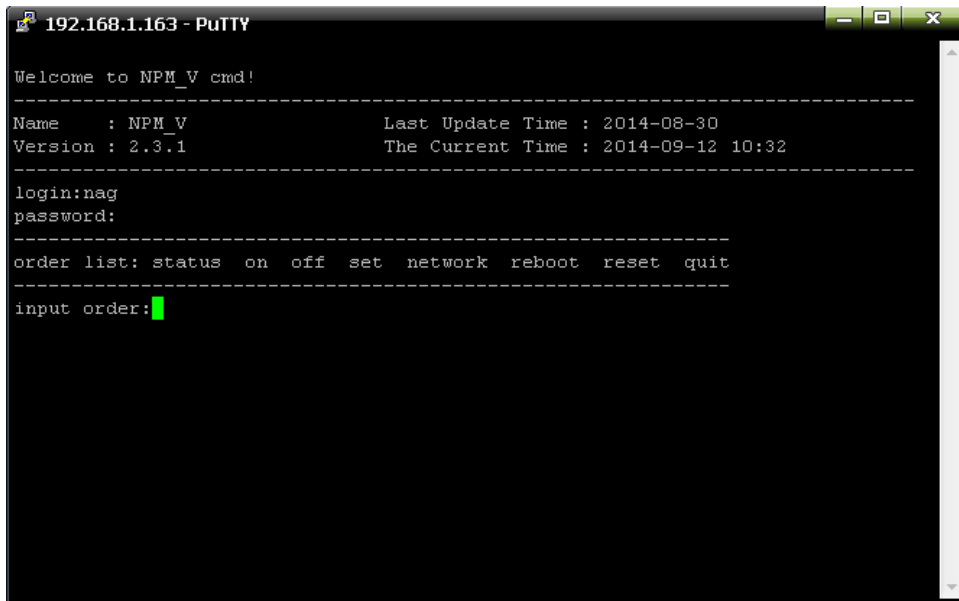 192.168.1.163 - PuTTY
Welcome to NPM_V cmd!
--------------------------------------------------------------------------------
Name    : NPM_V                 Last Update Time : 2014-08-30
Version : 2.3.1                 The Current Time : 2014-09-12 10:32
--------------------------------------------------------------------------------
login:nag
password:
--------------------------------------------------------------
order list: status  on  off  set  network  reboot  reset  quit
--------------------------------------------------------------
input order: